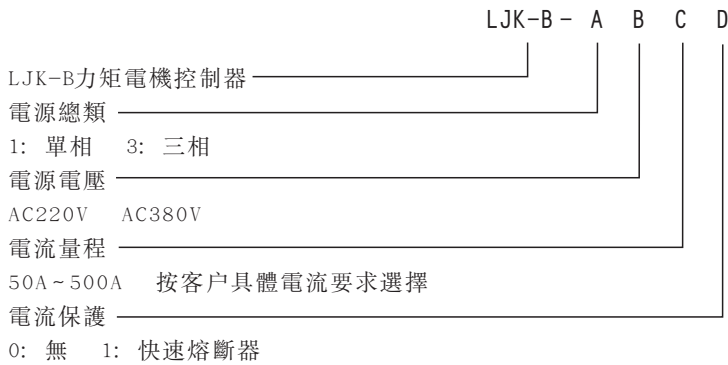 LJK-B- A B C D
LJK-B力矩電機控制器
電源總類
1: 單相 3: 三相
電源電壓
AC220V AC380V
電流量程
50A~500A 按客户具體電流要求選擇
電流保護
0: 無 1: 快速熔斷器